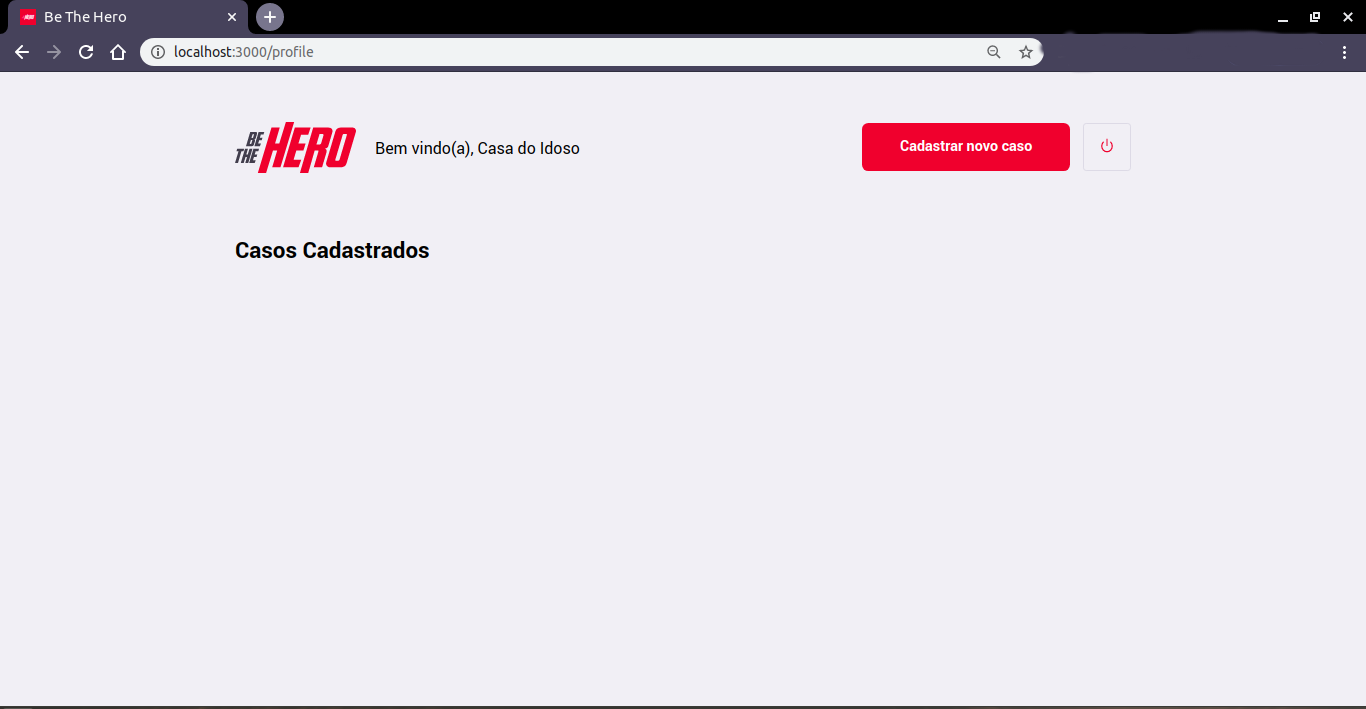 Be The Hero
localhost:3000/profile
BE THE HERO
Bem vindo(a), Casa do Idoso
Cadastrar novo caso
Casos Cadastrados